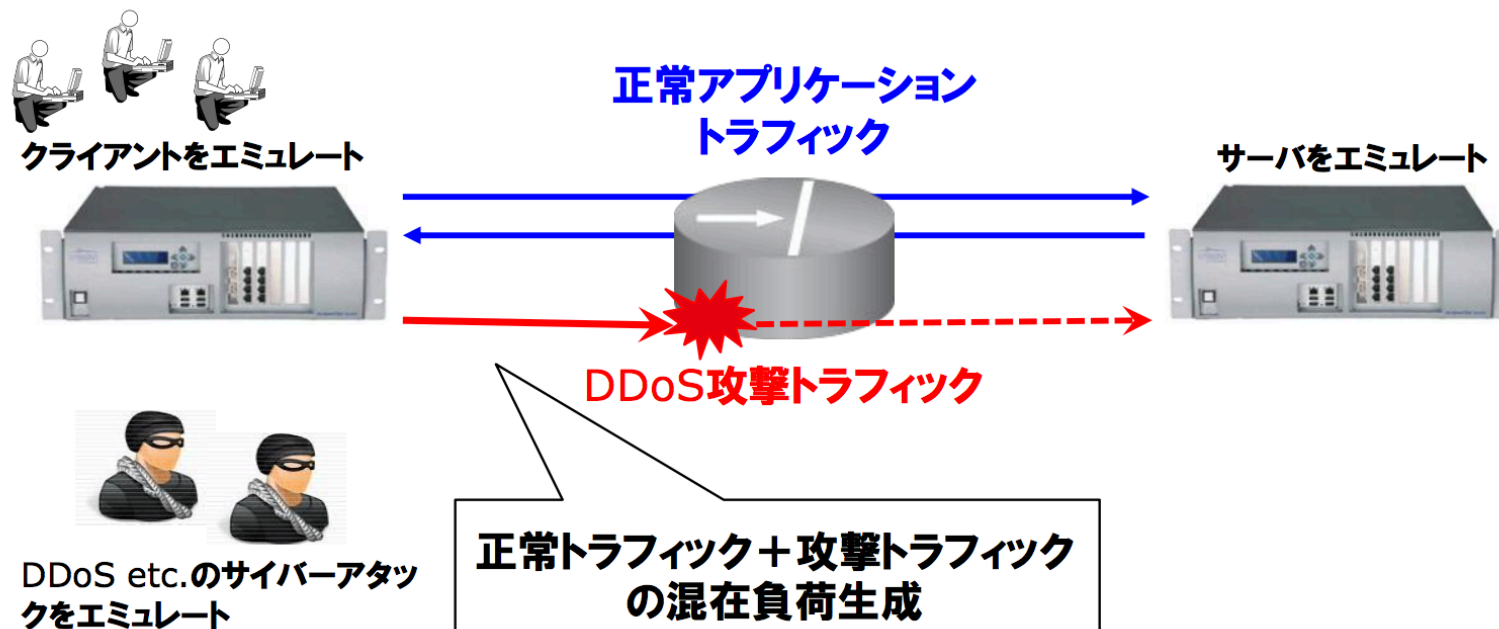 正常アプリケーション
トラフィック
クライアントをエミュレート
サーバをエミュレート
DDoS攻撃トラフィック
正常トラフィック＋攻撃トラフィック
の混在負荷生成
DDoS etc.のサイバーアタッ
クをエミュレート